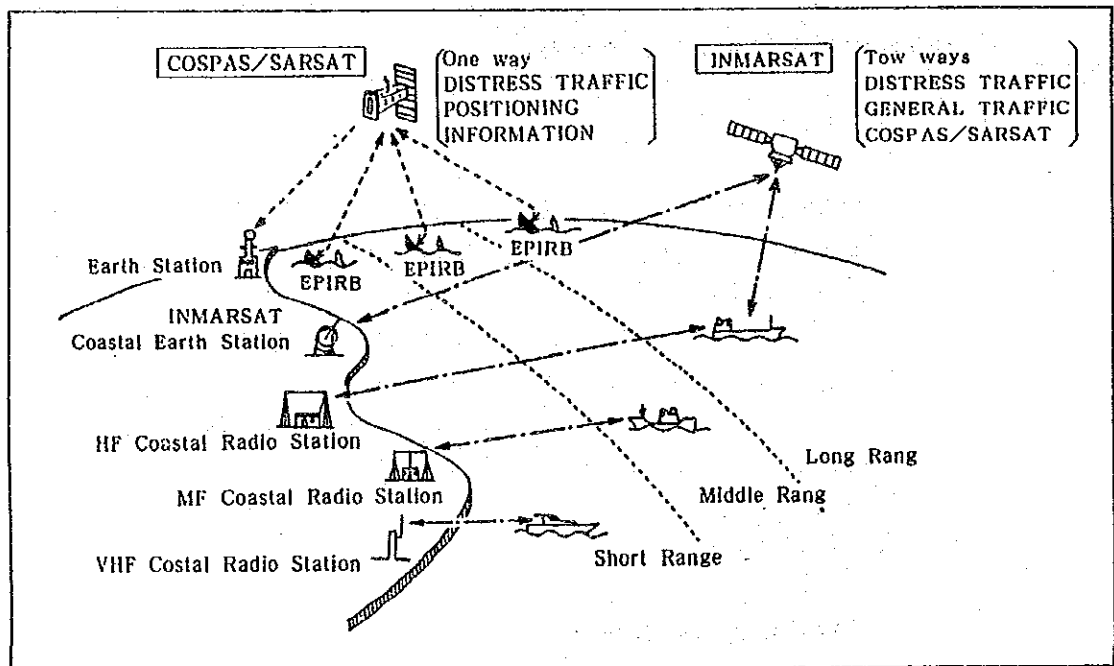 COSPAS/SARSAT
One way
DISTRESS TRAFFIC
POSITIONING
INFORMATION
INMARSAT
Tow ways
DISTRESS TRAFFIC
GENERAL TRAFFIC
COSPAS/SARSAT
EPIRB
EPIRB
EPIRB
Earth Station
INMARSAT
Coastal Earth Station
HF Coastal Radio Station
Long Rang
MF Coastal Radio Station
Middle Rang
VHF Costal Radio Station
Short Range